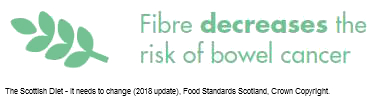 Fibre decreases the
risk of bowel cancer
The Scottish Diet - it needs to change (2018 update), Food Standards Scotland, Crown Copyright.